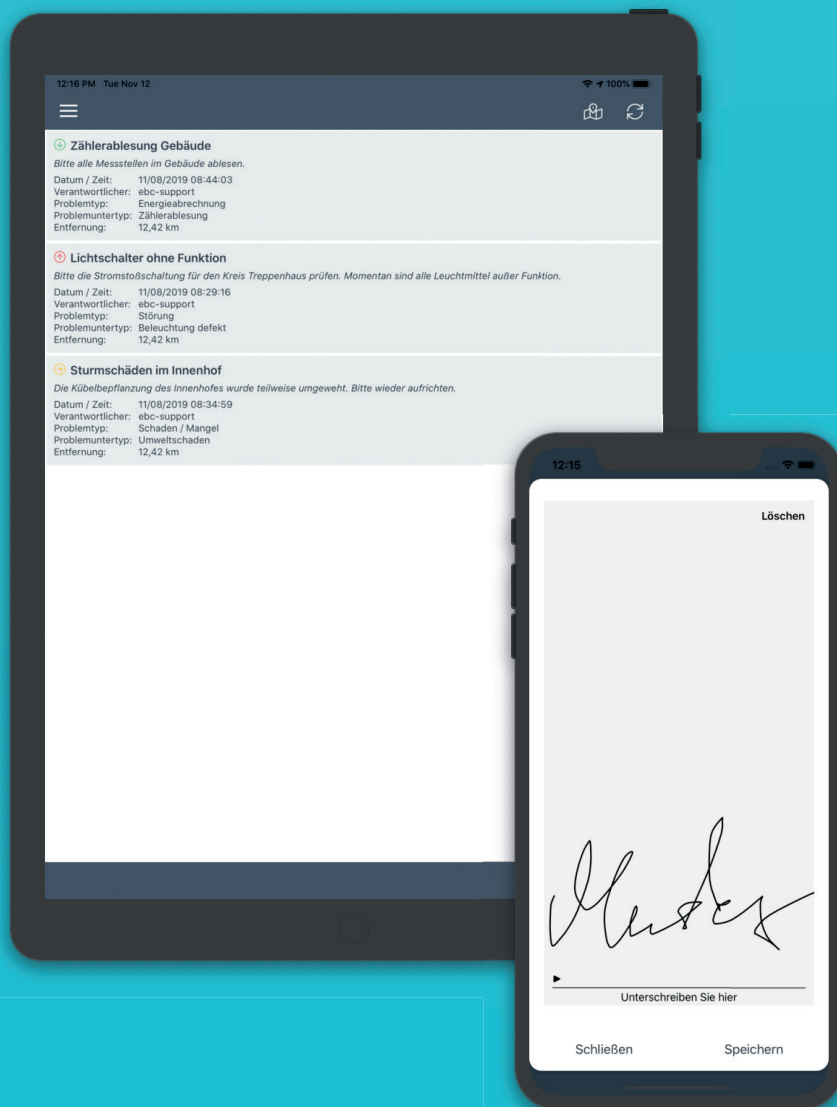 12:16 PM Tue Nov 12
100%
Zählerablesung Gebäude
Bitte alle Messstellen im Gebäude ablesen.
Datum / Zeit: 11/08/2019 08:44:03
Verantwortlicher: ebc-support
Problemtyp: Energieabrechnung
Problemuntertyp: Zählerablesung
Entfernung: 12,42 km
Lichtschalter ohne Funktion
Bitte die Stromstoßschaltung für den Kreis Treppenhaus prüfen. Momentan sind alle Leuchtmittel außer Funktion.
Datum / Zeit: 11/08/2019 08:29:16
Verantwortlicher: ebc-support
Problemtyp: Störung
Problemuntertyp: Beleuchtung defekt
Entfernung: 12,42 km
Sturmschäden im Innenhof
Die Kübelbepflanzung des Innenhofes wurde teilweise umgeweht. Bitte wieder aufrichten.
Datum / Zeit: 11/08/2019 08:34:59
Verantwortlicher: ebc-support
Problemtyp: Schaden / Mangel
Problemuntertyp: Umweltschaden
Entfernung: 12,42 km
12:15
Löschen
Muster
Unterschreiben Sie hier
Schließen Speichern